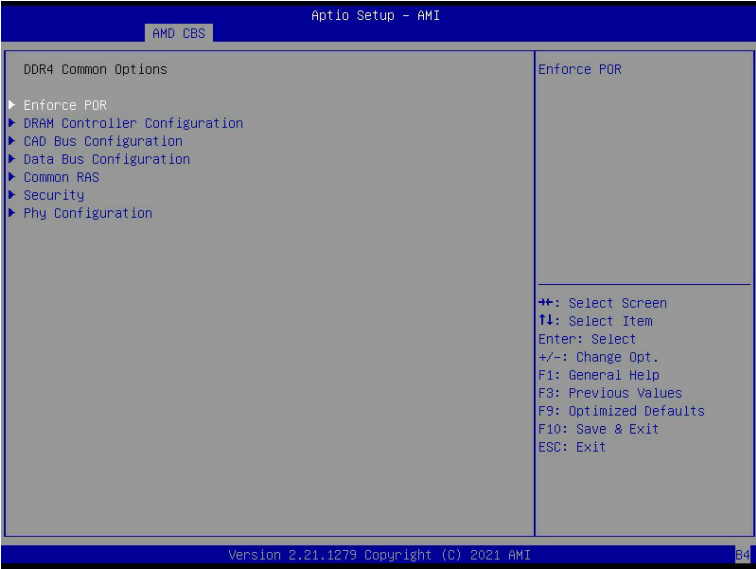 Aptio Setup – AMI
AMD CBS
DDR4 Common Options
Enforce POR
DRAM Controller Configuration
CAD Bus Configuration
Data Bus Configuration
Common RAS
Security
Phy Configuration
Enforce POR
→←: Select Screen
↑↓: Select Item
Enter: Select
+/-: Change Opt.
F1: General Help
F3: Previous Values
F9: Optimized Defaults
F10: Save & Exit
ESC: Exit
Version 2.21.1279 Copyright (C) 2021 AMI
B4